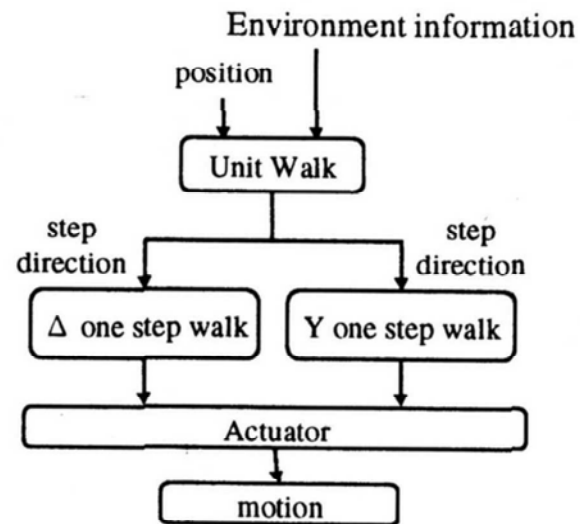 Environment information
position
Unit Walk
step
direction
step
direction
Δ one step walk
Y one step walk
Actuator
motion